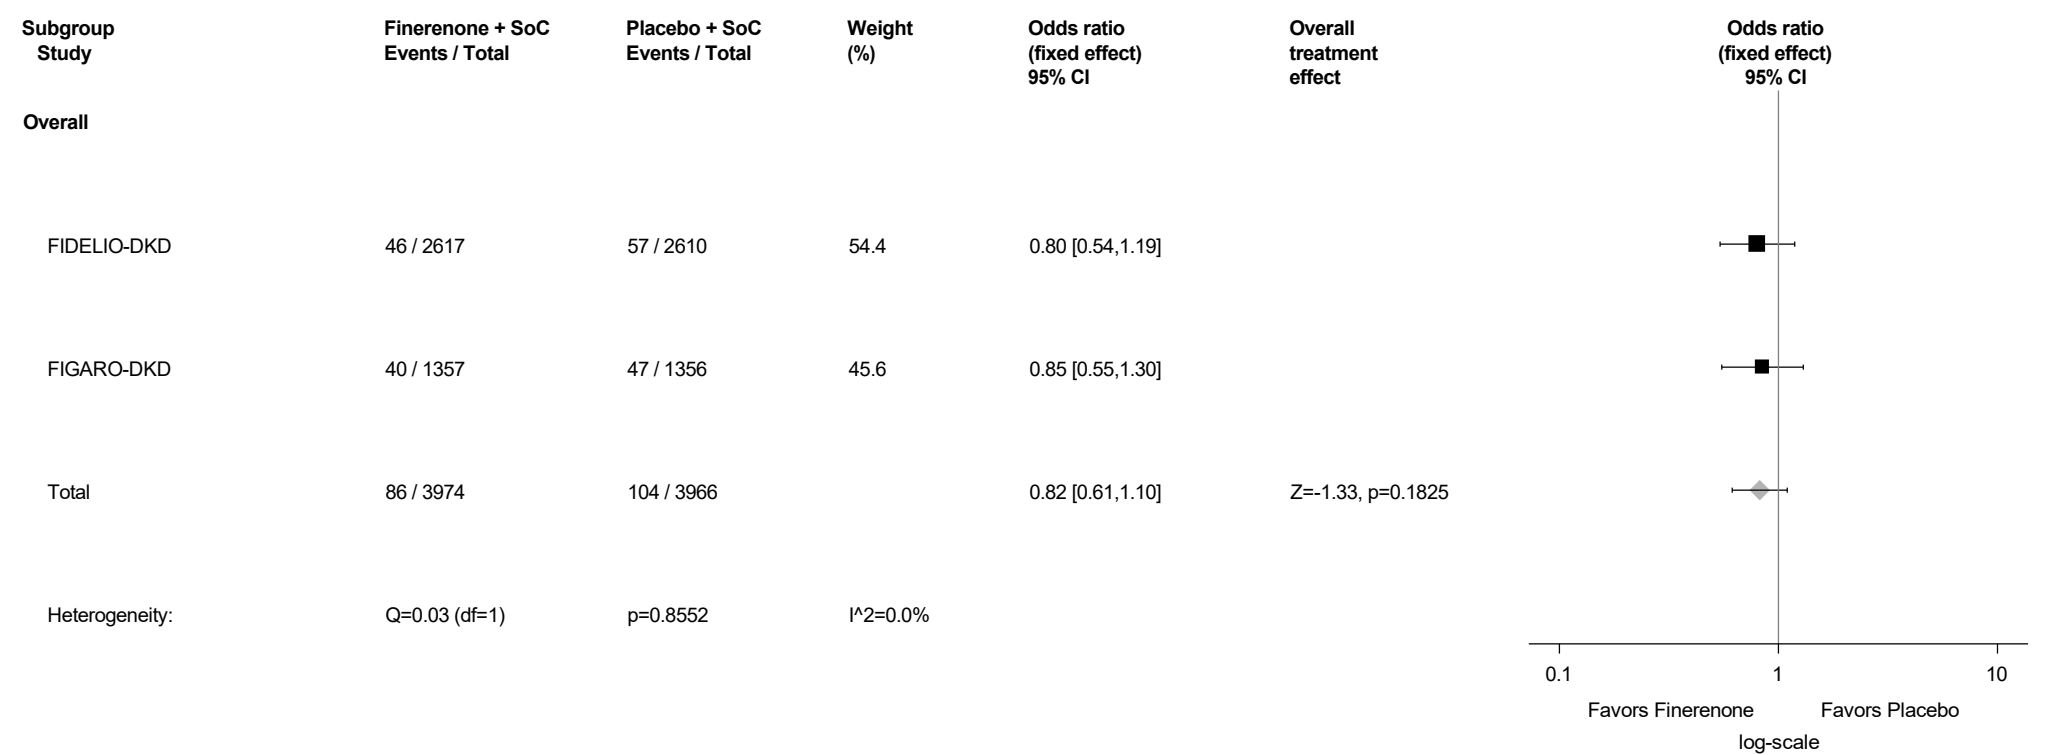 Subgroup Finerenone + SoC Placebo + SoC Weight Odds ratio Overall Odds ratio
Study Events / Total Events / Total (%) (fixed effect) treatment (fixed effect)
95% CI effect 95% CI
Overall
FIDELIO-DKD 46 / 2617 57 / 2610 54.4 0.80 [0.54,1.19]
FIGARO-DKD 40 / 1357 47 / 1356 45.6 0.85 [0.55,1.30]
Total 86 / 3974 104 / 3966 0.82 [0.61,1.10] Z=-1.33, p=0.1825
Heterogeneity: Q=0.03 (df=1) p=0.8552 I^2=0.0%
0.1 1 10
Favors Finerenone Favors Placebo
log-scale